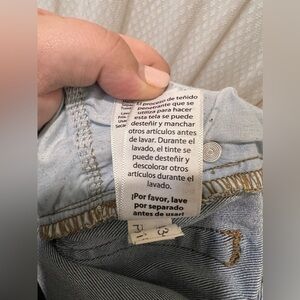 El proceso de teñido
penetrante que se
utiliza para hacer
esta tela se puede
desteñir y manchar
otros artículos antes
de lavar. Durante el
lavado, el tinte se
puede desteñir y
descolorar otros
artículos durante el
lavado.
¡Por favor, lave
por separado
antes de usar!